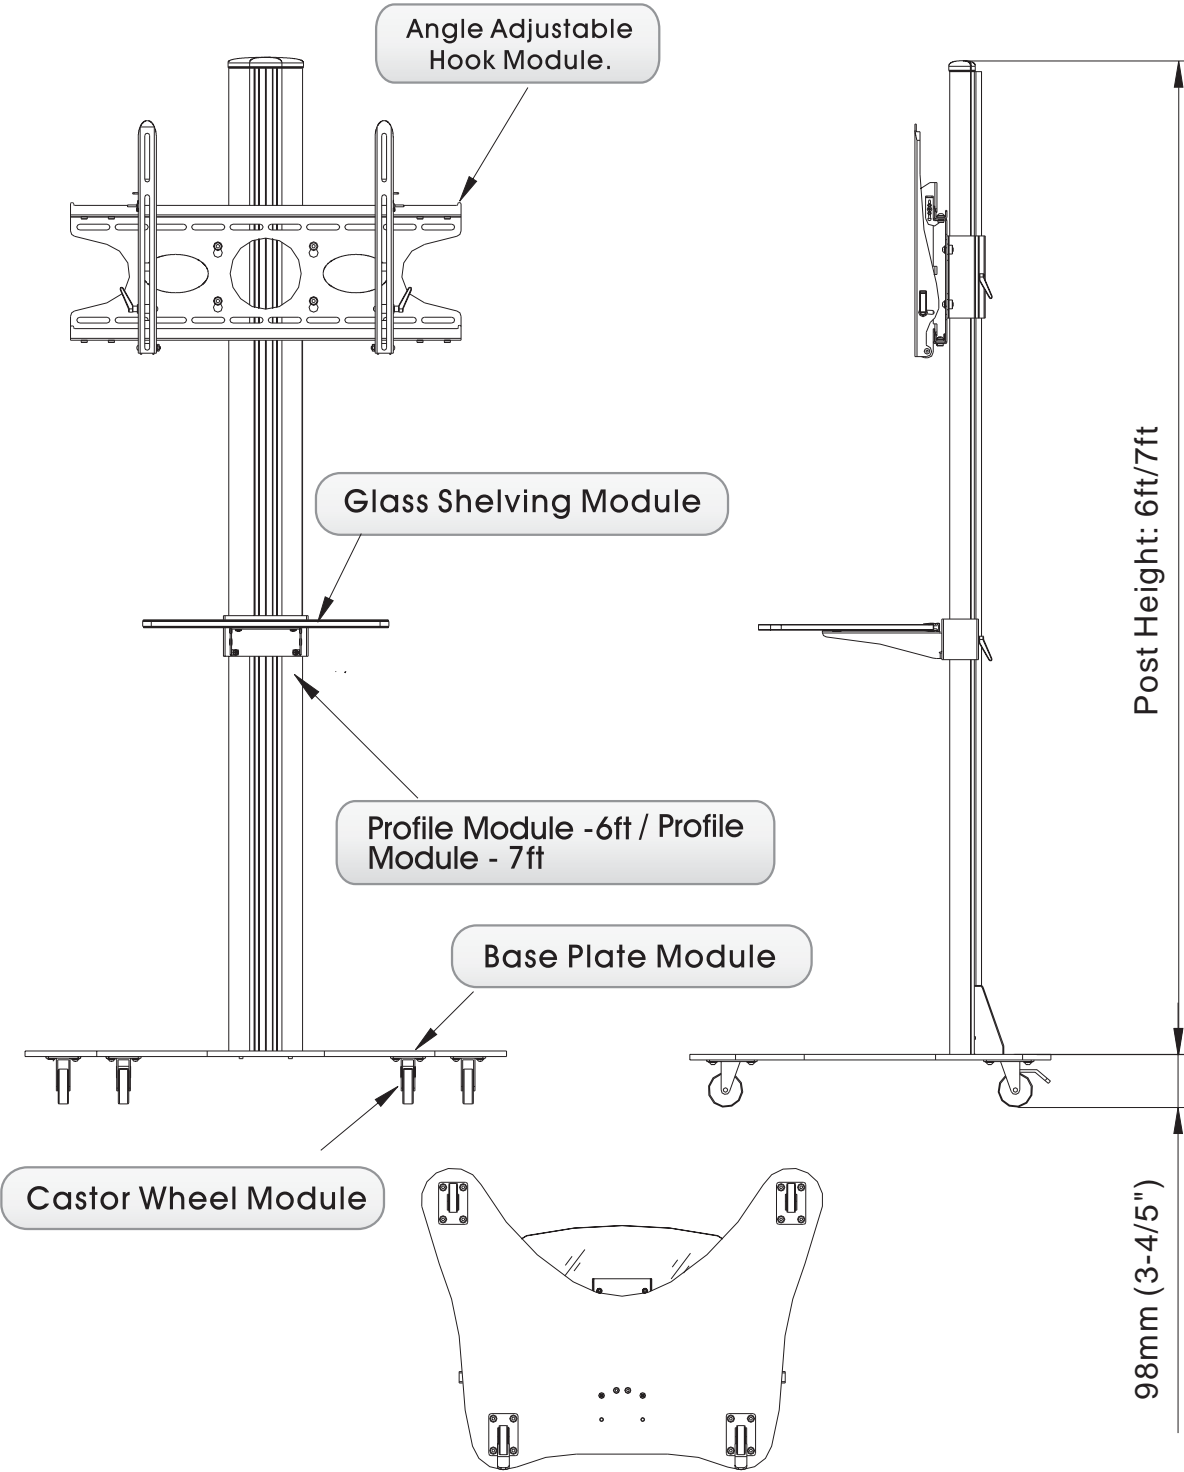 Angle Adjustable
Hook Module.
Glass Shelving Module
Post Height: 6ft/7ft
Profile Module -6ft / Profile
Module - 7ft
Base Plate Module
Castor Wheel Module
98mm (3-4/5")